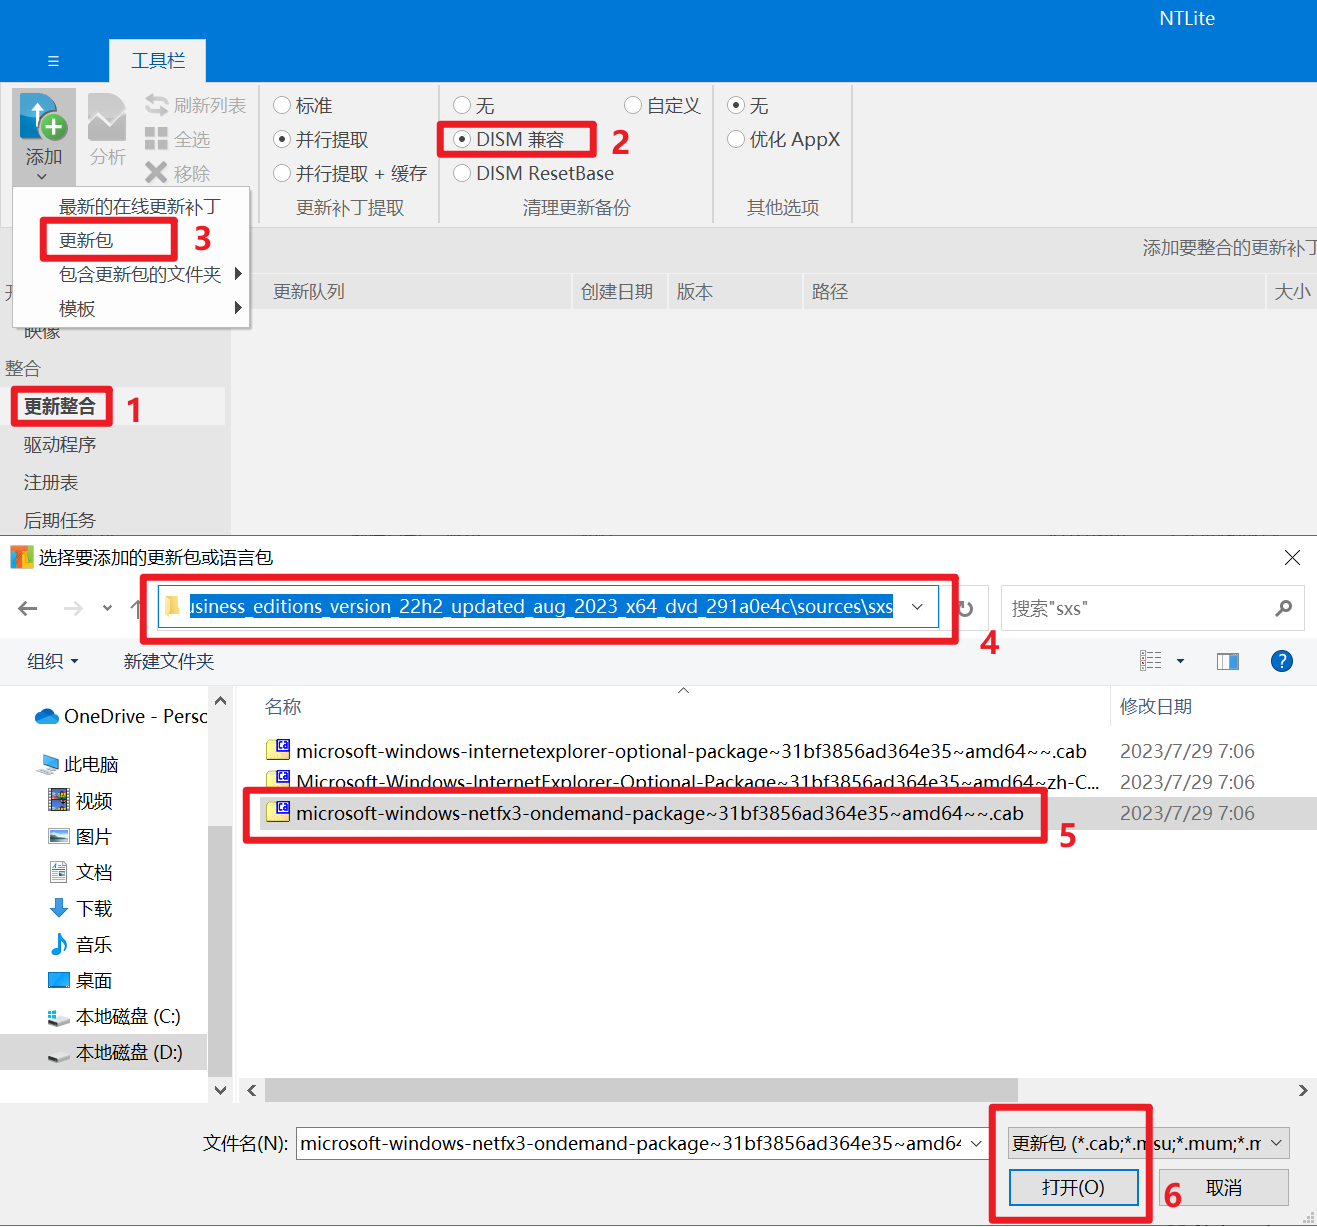 NTLite
工具栏
添加
分析
刷新列表
全选
移除
标准
并行提取
并行提取 + 缓存
更新补丁提取
无
自定义
DISM 兼容
2
DISM ResetBase
清理更新备份
无
优化 AppX
其他选项
最新的在线更新补丁
更新包
3
包含更新包的文件夹
模板
添加要整合的更新补丁
更新队列
创建日期
版本
路径
大小
映像
整合
更新整合
1
驱动程序
注册表
后期任务
选择要添加的更新包或语言包
usiness_editions_version_22h2_updated_aug_2023_x64_dvd_291a0e4c\sources\sxs
4
搜索"sxs"
组织
新建文件夹
OneDrive - Perso
此电脑
视频
图片
文档
下载
音乐
桌面
本地磁盘 (C:)
本地磁盘 (D:)
名称
修改日期
microsoft-windows-internetexplorer-optional-package~31bf3856ad364e35~amd64~~.cab
2023/7/29 7:06
Microsoft-Windows-InternetExplorer-Optional-Package~31bf3856ad364e35~amd64~zh-C...
2023/7/29 7:06
microsoft-windows-netfx3-ondemand-package~31bf3856ad364e35~amd64~~.cab
2023/7/29 7:06
5
文件名(N):
microsoft-windows-netfx3-ondemand-package~31bf3856ad364e35~amd64
更新包 (*.cab;*.msu;*.mum;*.m
打开(O)
6
取消